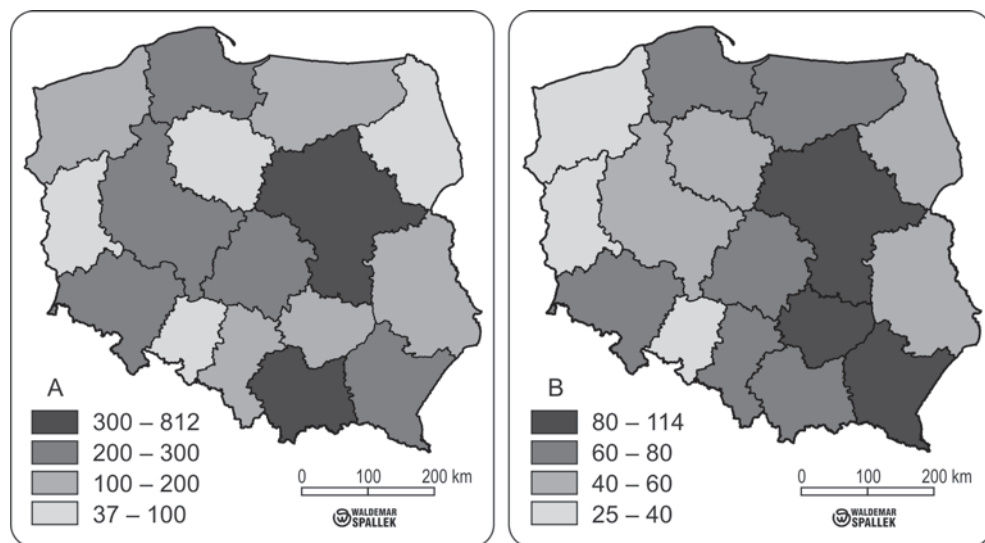 A
300 – 812
200 – 300
100 – 200
37 – 100
0 100 200 km
WALDEMAR
SPALLEK
B
80 – 114
60 – 80
40 – 60
25 – 40
0 100 200 km
WALDEMAR
SPALLEK